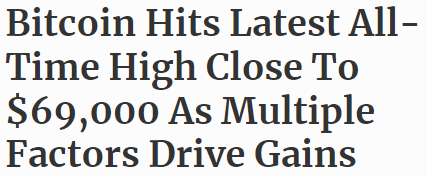 Bitcoin Hits Latest All-
Time High Close To
$69,000 As Multiple
Factors Drive Gains